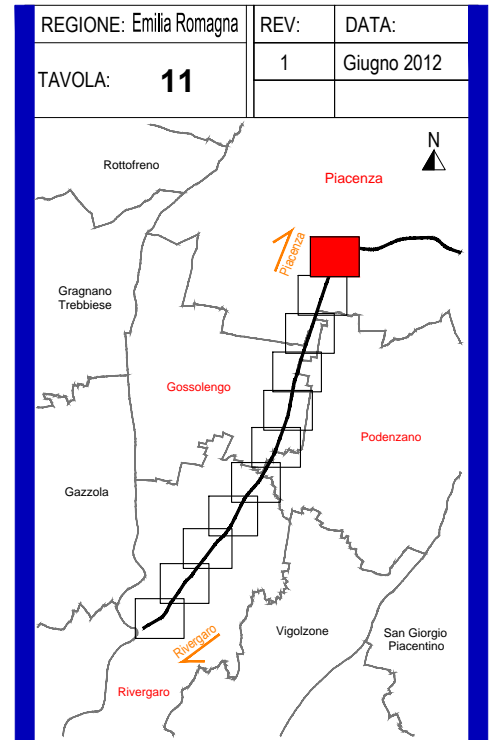 REGIONE: Emilia Romagna
REV:
DATA:
TAVOLA: 11
1
Giugno 2012
N
Rottofreno
Piacenza
Piacenza
Gragnano
Trebbiese
Gossolengo
Podenzano
Gazzola
Rivergaro
Vigolzone
San Giorgio
Piacentino
Rivergaro